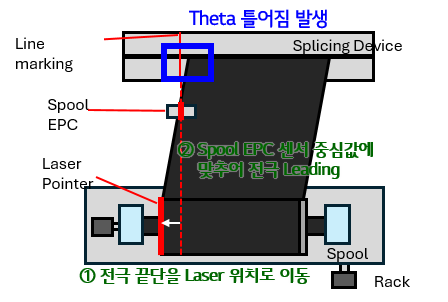 Theta 틀어짐 발생
Line
marking
Splicing Device
Spool
EPC
② Spool EPC 센서 중심값에
맞추어 전극 Leading
Laser
Pointer
Spool
① 전극 끝단을 Laser 위치로 이동
Rack